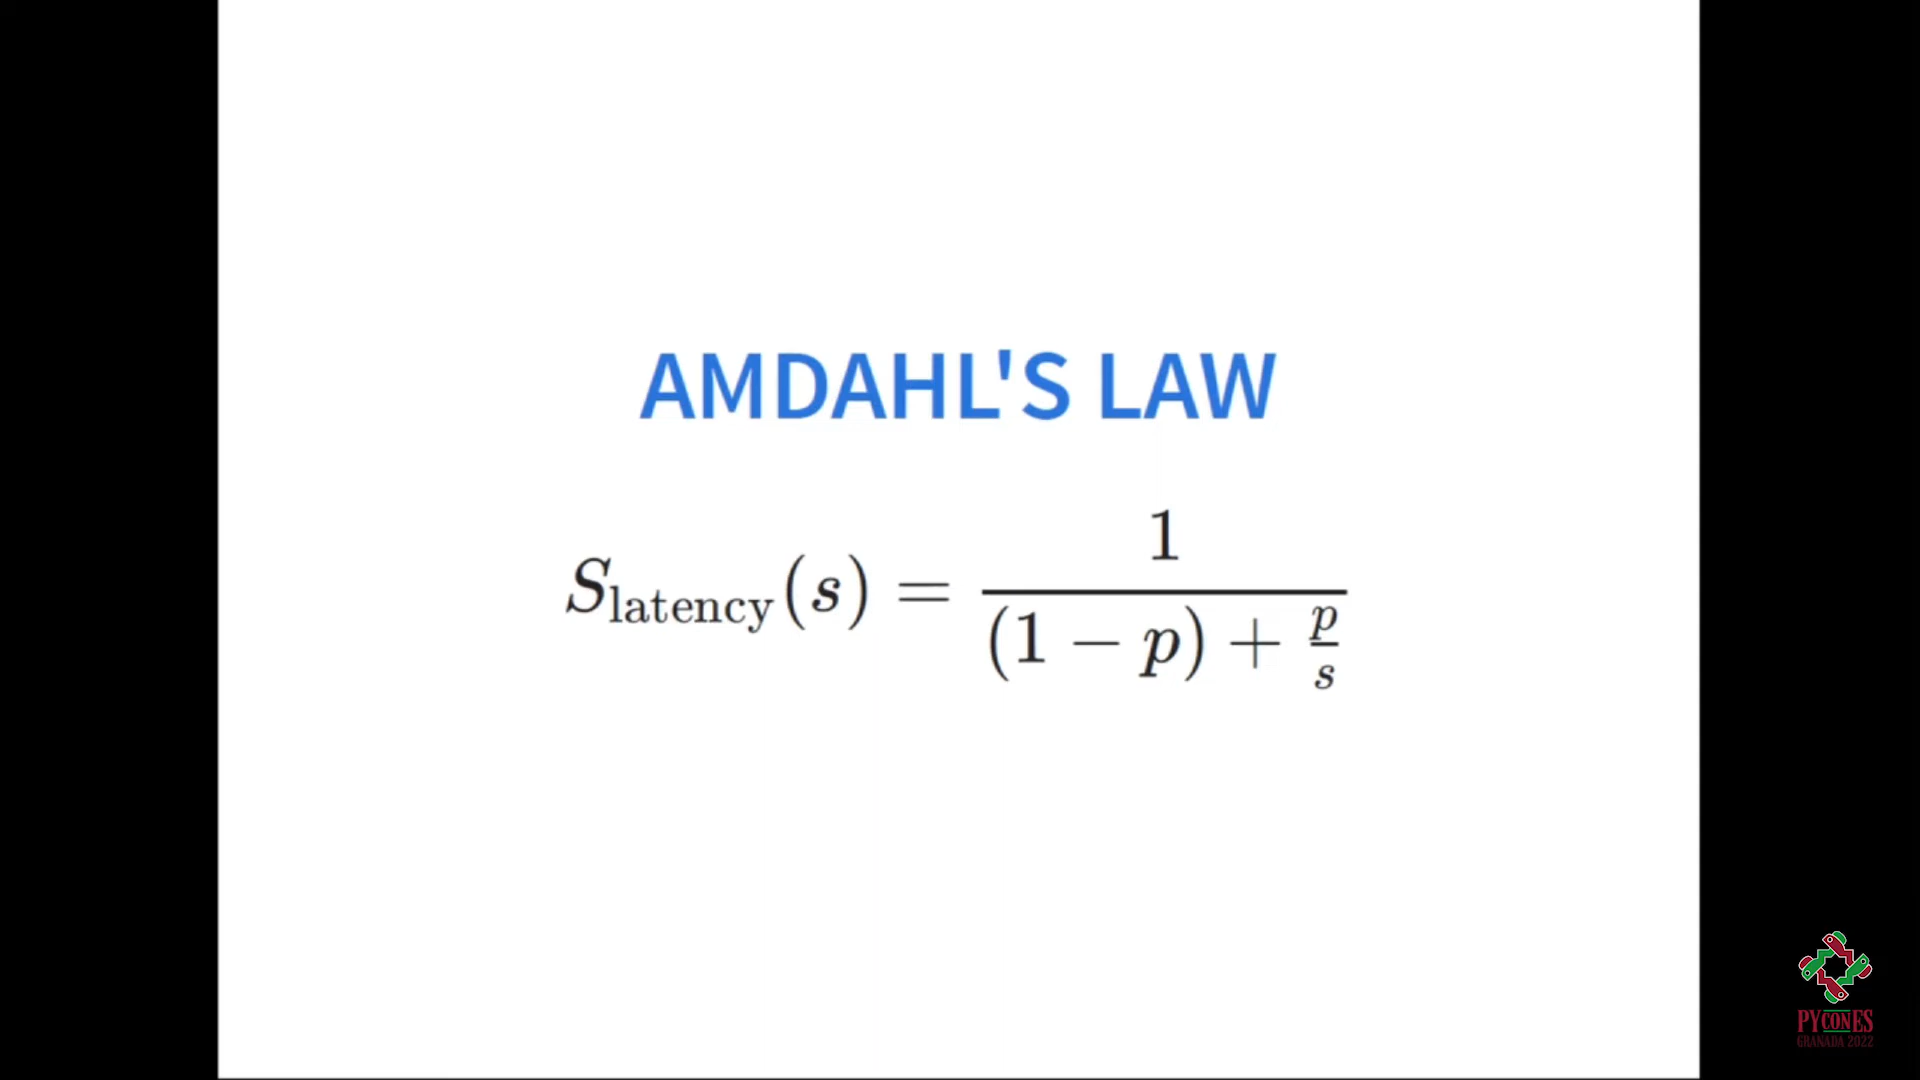 AMDAHL'S LAW
S_latency(s) = 1 / ((1 − p) + p/s)
PYCONES
GRANADA 2022